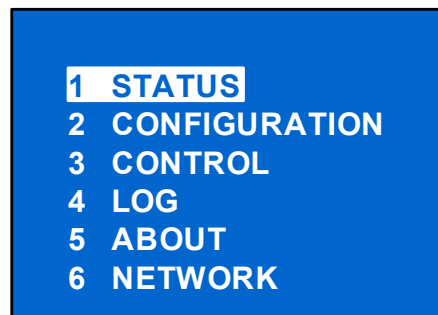 1 STATUS
2 CONFIGURATION
3 CONTROL
4 LOG
5 ABOUT
6 NETWORK